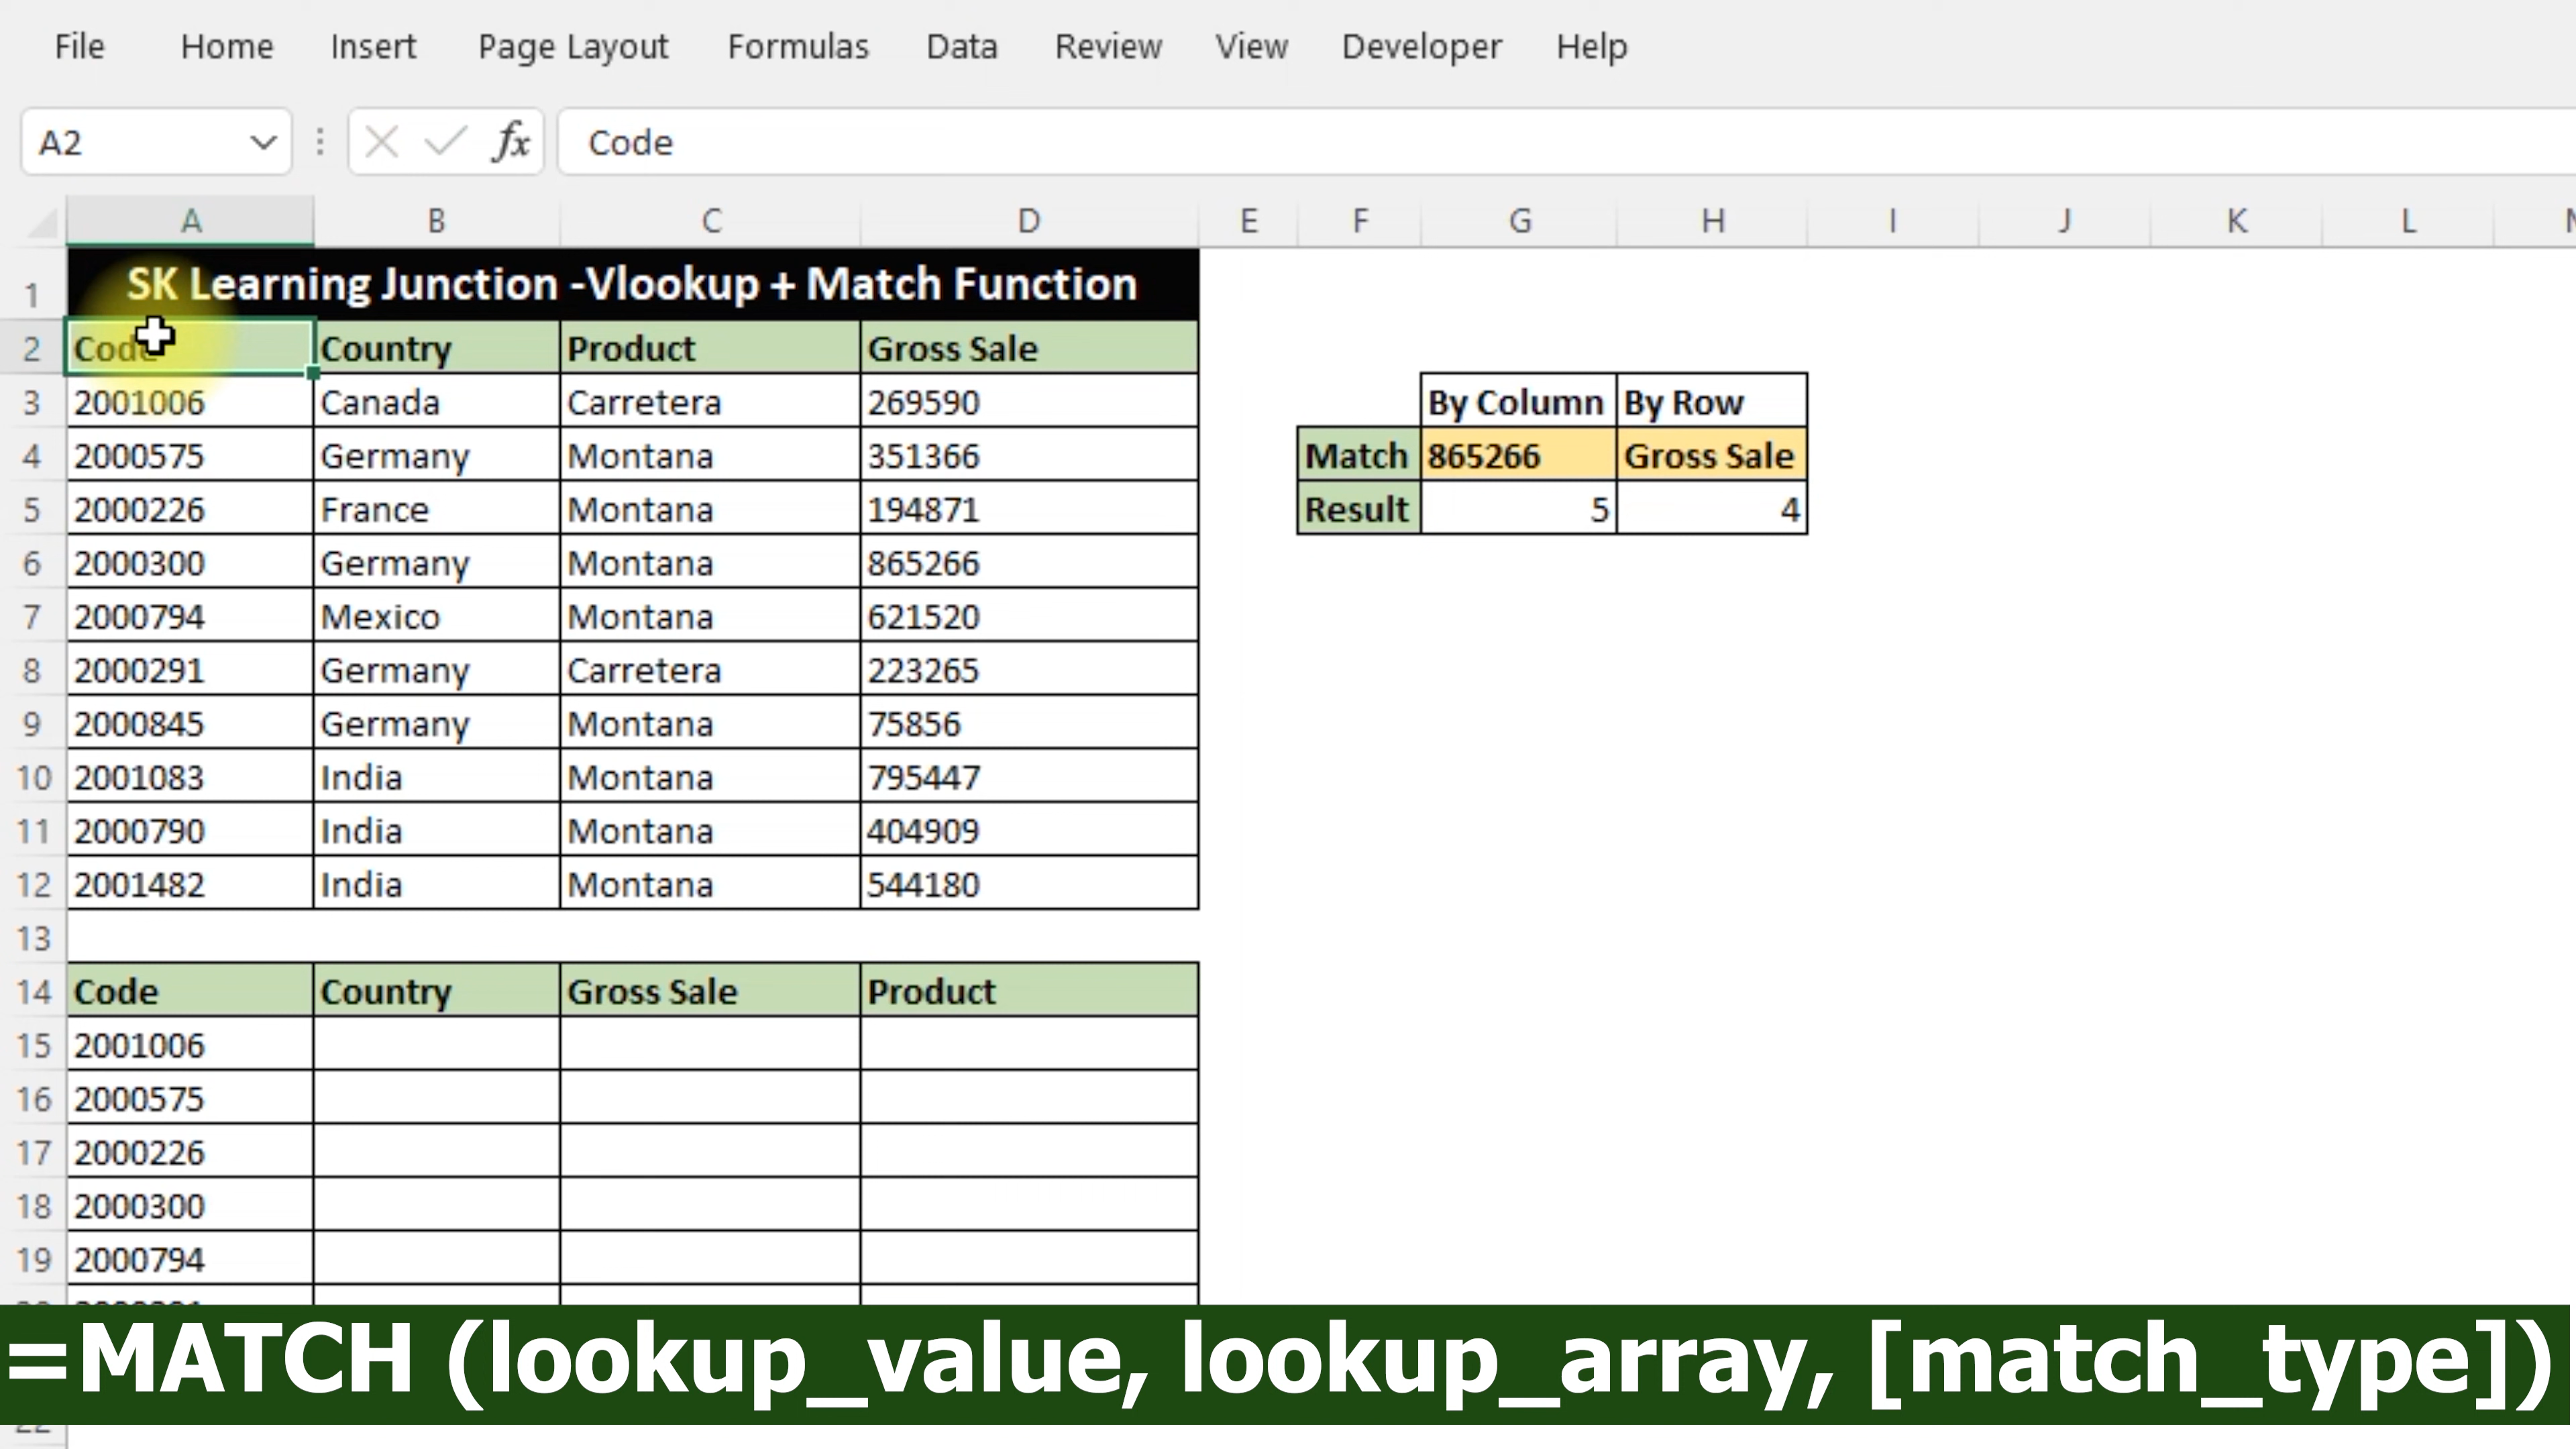 File Home Insert Page Layout Formulas Data Review View Developer Help
A2 fx Code
A B C D E F G H I J K L
1 SK Learning Junction -Vlookup + Match Function
2 Code Country Product Gross Sale
3 2001006 Canada Carretera 269590 By Column By Row
4 2000575 Germany Montana 351366 Match 865266 Gross Sale
5 2000226 France Montana 194871 Result 5 4
6 2000300 Germany Montana 865266
7 2000794 Mexico Montana 621520
8 2000291 Germany Carretera 223265
9 2000845 Germany Montana 75856
10 2001083 India Montana 795447
11 2000790 India Montana 404909
12 2001482 India Montana 544180
13
14 Code Country Gross Sale Product
15 2001006
16 2000575
17 2000226
18 2000300
19 2000794
=MATCH (lookup_value, lookup_array, [match_type])